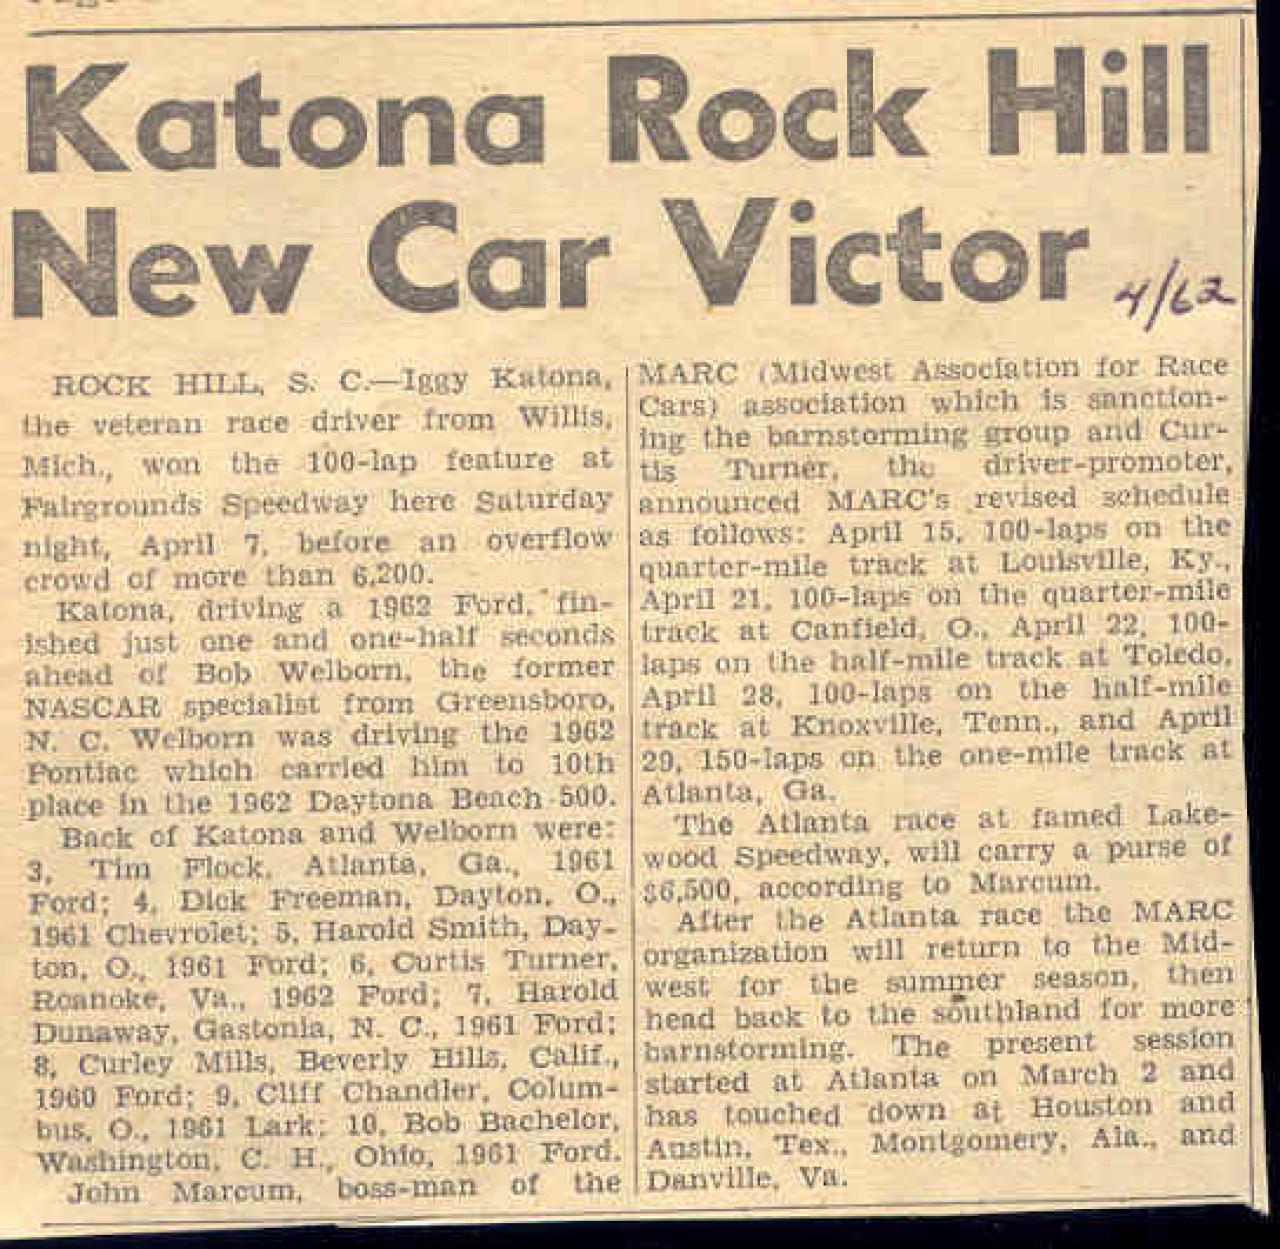 Katona Rock Hill
New Car Victor
4/62
ROCK HILL, S. C.—Iggy Katona,
the veteran race driver from Willis,
Mich., won the 100-lap feature at
Fairgrounds Speedway here Saturday
night, April 7, before an overflow
crowd of more than 6,200.
Katona, driving a 1962 Ford, fin-
ished just one and one-half seconds
ahead of Bob Welborn, the former
NASCAR specialist from Greensboro,
N. C. Welborn was driving the 1962
Pontiac which carried him to 10th
place in the 1962 Daytona Beach 500.
Back of Katona and Welborn were:
3, Tim Flock, Atlanta, Ga., 1961
Ford; 4, Dick Freeman, Dayton, O.,
1961 Chevrolet; 5, Harold Smith, Day-
ton, O., 1961 Ford; 6, Curtis Turner,
Roanoke, Va., 1962 Ford; 7, Harold
Dunaway, Gastonia, N. C., 1961 Ford;
8, Curley Mills, Beverly Hills, Calif.,
1960 Ford; 9, Cliff Chandler, Colum-
bus, O., 1961 Lark; 10, Bob Bachelor,
Washington, C. H., Ohio, 1961 Ford.
John Marcum, boss-man of the
MARC (Midwest Association for Race
Cars) association which is sanction-
ing the barnstorming group and Cur-
tis Turner, the driver-promoter,
announced MARC's revised schedule
as follows: April 15, 100-laps on the
quarter-mile track at Louisville, Ky.,
April 21, 100-laps on the quarter-mile
track at Canfield, O., April 22, 100-
laps on the half-mile track at Toledo,
April 28, 100-laps on the half-mile
track at Knoxville, Tenn., and April
29, 150-laps on the one-mile track at
Atlanta, Ga.
The Atlanta race at famed Lake-
wood Speedway, will carry a purse of
$6,500, according to Marcum.
After the Atlanta race the MARC
organization will return to the Mid-
west for the summer season, then
head back to the southland for more
barnstorming. The present session
started at Atlanta on March 2 and
has touched down at Houston and
Austin, Tex., Montgomery, Ala., and
Danville, Va.